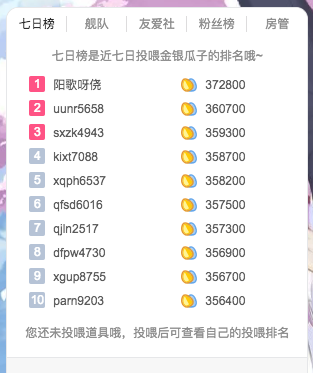 七日榜 舰队 友爱社 粉丝榜 房管
七日榜是近七日投喂金银瓜子的排名哦~
1 阳歌呀侥 372800
2 uunr5658 360700
3 sxzk4943 359300
4 kixt7088 358700
5 xqph6537 358200
6 qfsd6016 357500
7 qjln2517 357300
8 dfpw4730 356900
9 xgup8755 356700
10 parn9203 356400
您还未投喂道具哦，投喂后可查看自己的投喂排名